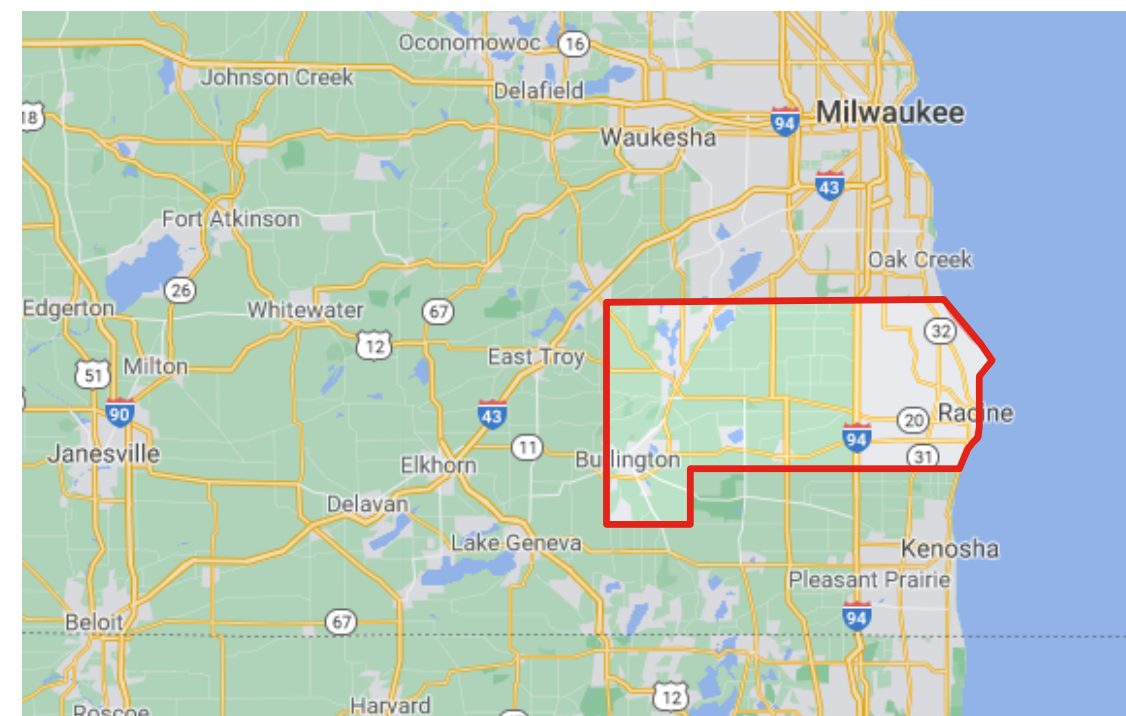 Oconomowoc
16
Johnson Creek
Delafield
18
94
Milwaukee
Waukesha
43
Fort Atkinson
Oak Creek
26
Edgerton
Whitewater
67
32
12
East Troy
Milton
51
90
43
20
Racine
94
Janesville
11
Burlington
31
Elkhorn
Delavan
Lake Geneva
Kenosha
Pleasant Prairie
94
Beloit
67
12
Harvard
Roscoe